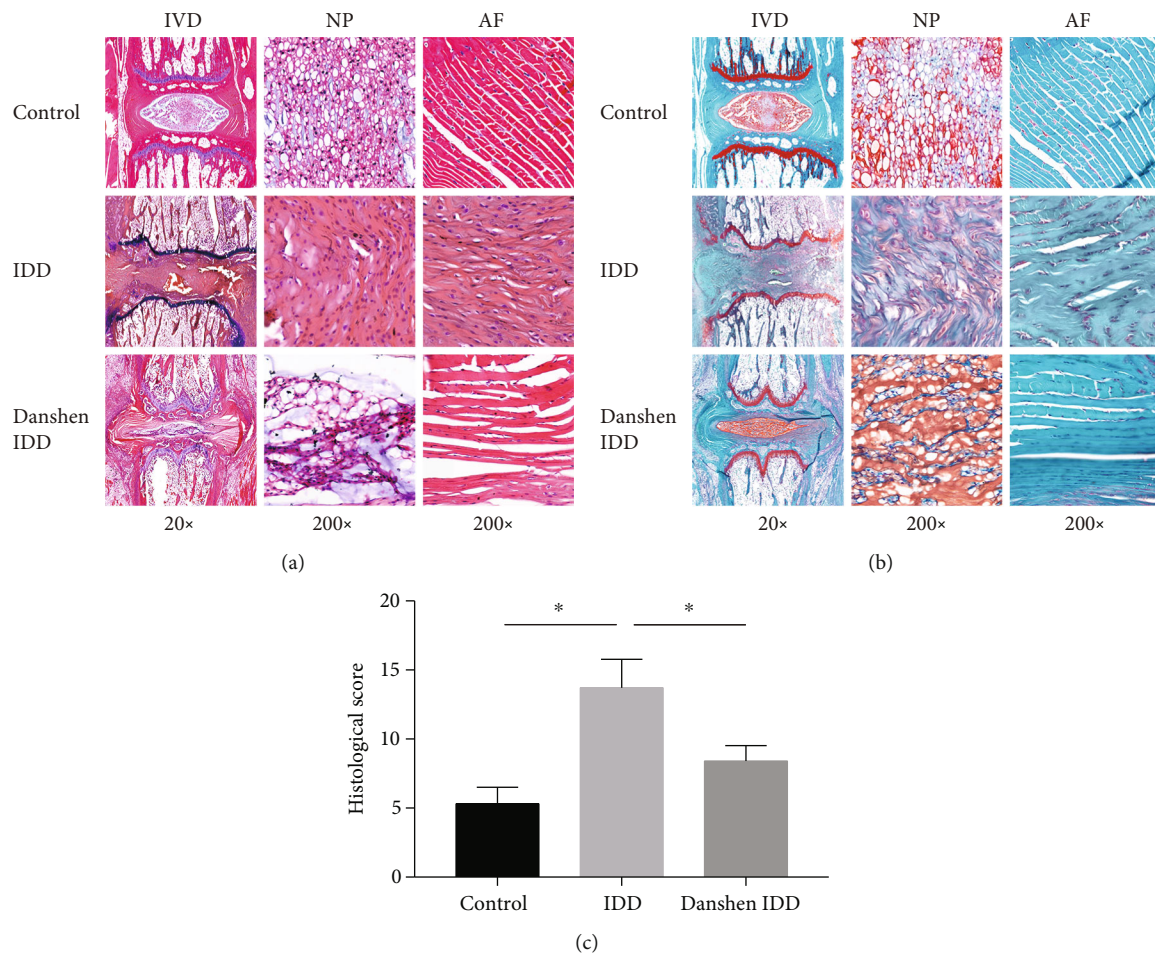 IVD NP AF
Control
IDD
Danshen
IDD
20× 200× 200×
(a)
IVD NP AF
Control
IDD
Danshen
IDD
20× 200× 200×
(b)
20
15
10
5
0
Histological score
* *
Control IDD Danshen IDD
(c)